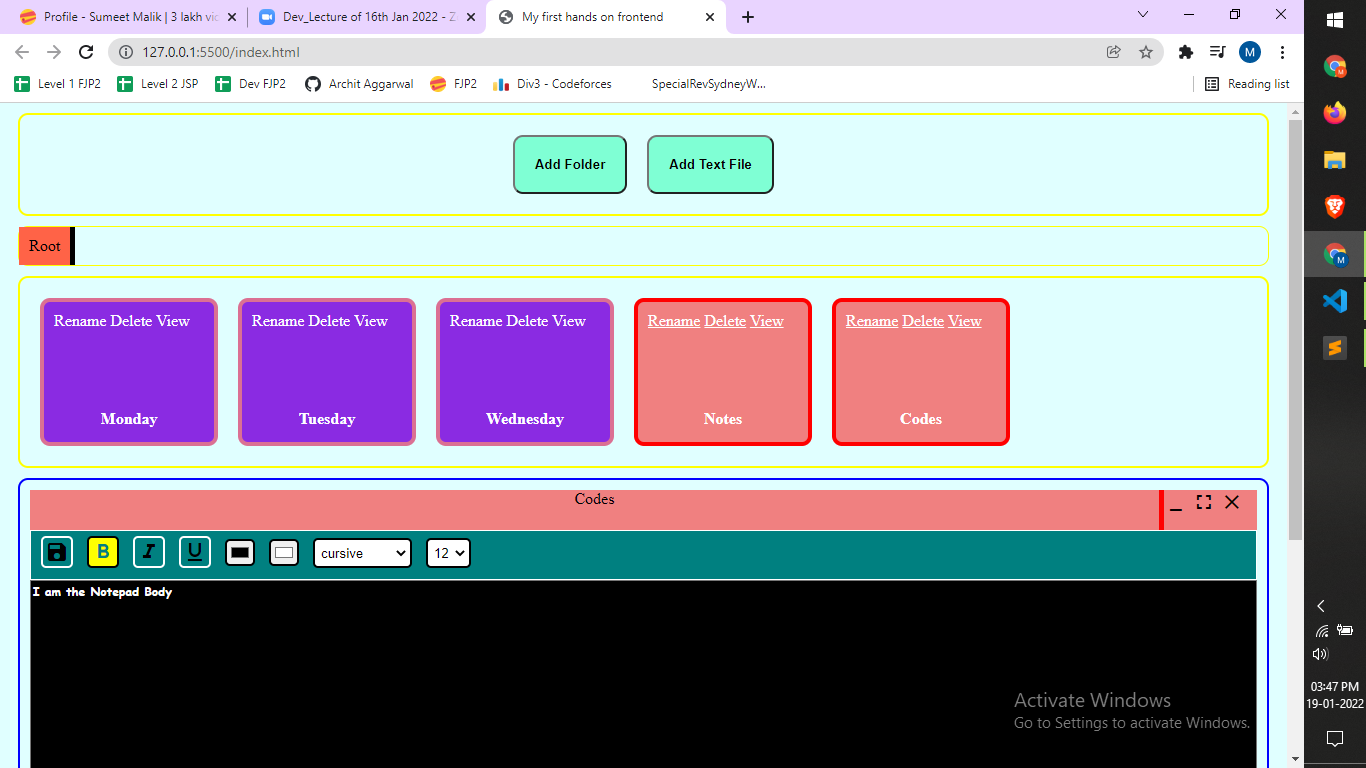 Profile - Sumeet Malik | 3 lakh vic
Dev_Lecture of 16th Jan 2022 - Z
My first hands on frontend
127.0.0.1:5500/index.html
M
Level 1 FJP2
Level 2 JSP
Dev FJP2
Archit Aggarwal
FJP2
Div3 - Codeforces
SpecialRevSydneyW...
Reading list
Add Folder
Add Text File
Root
Rename Delete View
Monday
Rename Delete View
Tuesday
Rename Delete View
Wednesday
Rename Delete View
Notes
Rename Delete View
Codes
Codes
B I U cursive 12
I am the Notepad Body
Activate Windows
Go to Settings to activate Windows.
03:47 PM
19-01-2022